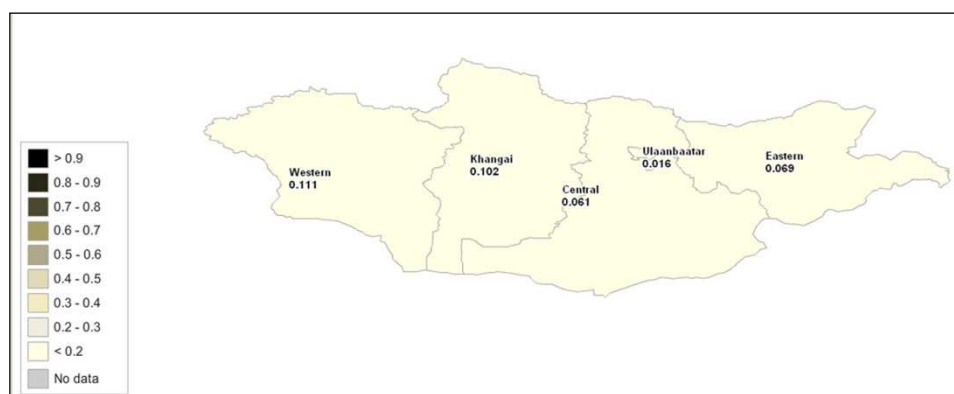 > 0.9
0.8 - 0.9
0.7 - 0.8
0.6 - 0.7
0.5 - 0.6
0.4 - 0.5
0.3 - 0.4
0.2 - 0.3
< 0.2
No data
Western
0.111
Khangai
0.102
Central
0.061
Ulaanbaatar
0.016
Eastern
0.069